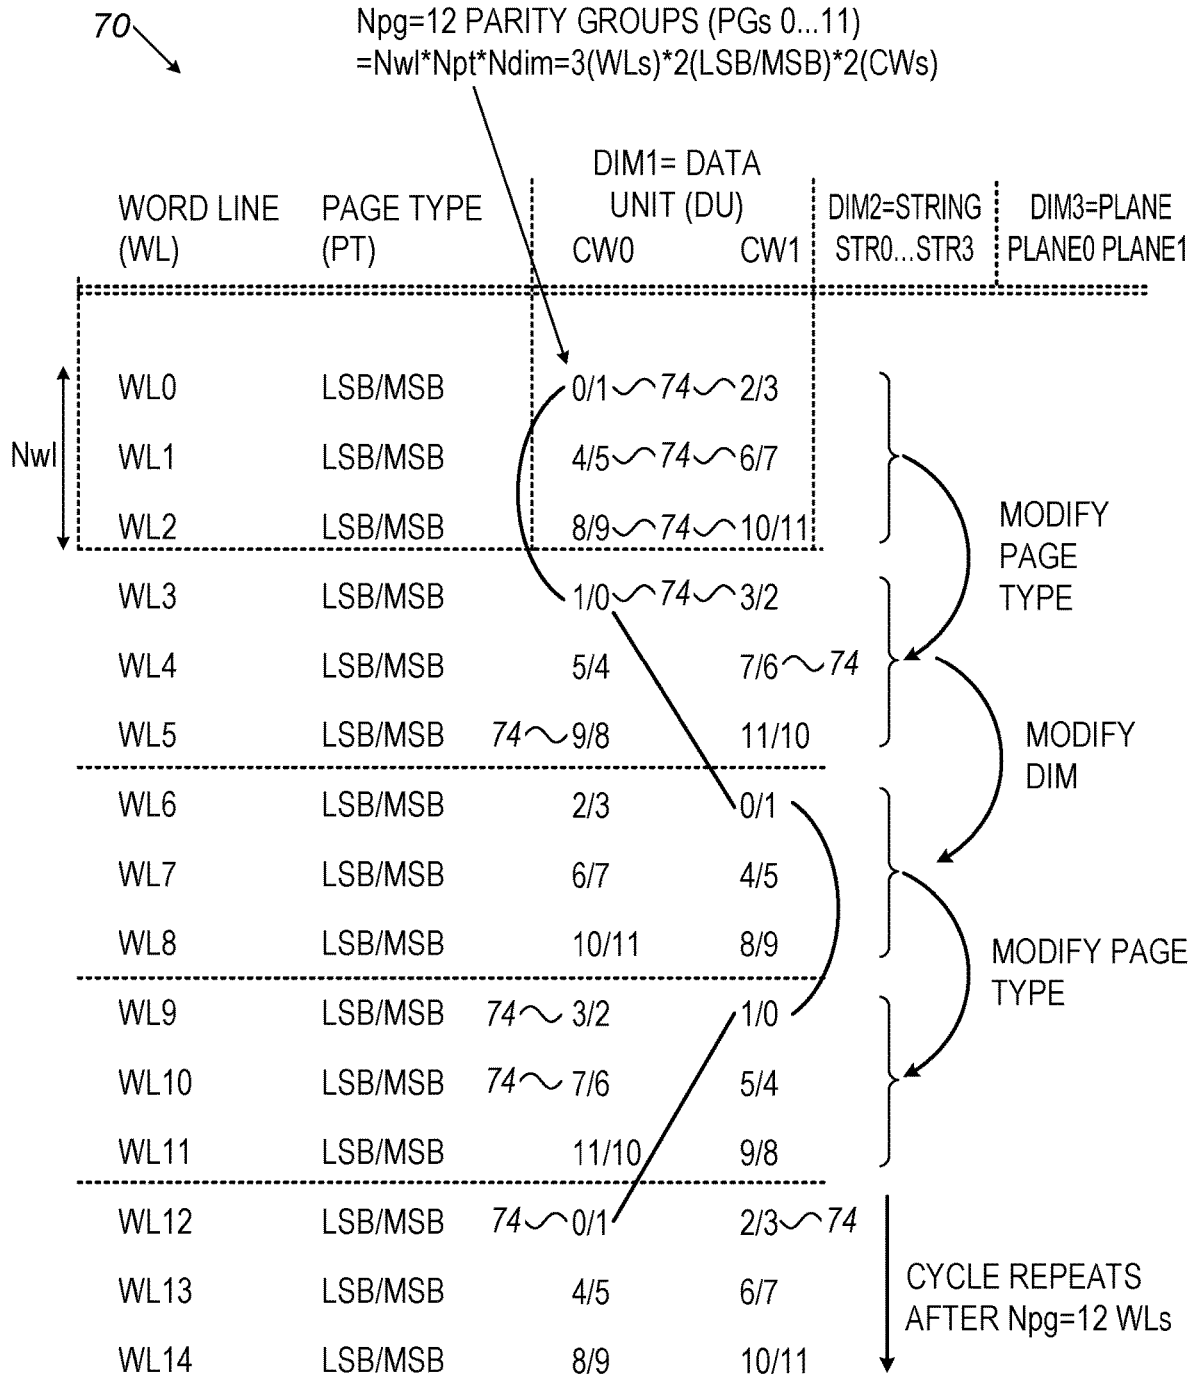 70
Npg=12 PARITY GROUPS (PGs 0...11)
=Nwl*Npt*Ndim=3(WLs)*2(LSB/MSB)*2(CWs)
WORD LINE (WL)
PAGE TYPE (PT)
DIM1= DATA UNIT (DU)
CW0 CW1
DIM2=STRING STR0...STR3
DIM3=PLANE PLANE0 PLANE1
Nwl
WL0 LSB/MSB 0/1 74 2/3
WL1 LSB/MSB 4/5 74 6/7
WL2 LSB/MSB 8/9 74 10/11
MODIFY PAGE TYPE
WL3 LSB/MSB 1/0 74 3/2
WL4 LSB/MSB 5/4 7/6 74
WL5 LSB/MSB 74 9/8 11/10
MODIFY DIM
WL6 LSB/MSB 2/3 0/1
WL7 LSB/MSB 6/7 4/5
WL8 LSB/MSB 10/11 8/9
MODIFY PAGE TYPE
WL9 LSB/MSB 74 3/2 1/0
WL10 LSB/MSB 74 7/6 5/4
WL11 LSB/MSB 11/10 9/8
WL12 LSB/MSB 74 0/1 2/3 74
WL13 LSB/MSB 4/5 6/7
WL14 LSB/MSB 8/9 10/11
CYCLE REPEATS
AFTER Npg=12 WLs